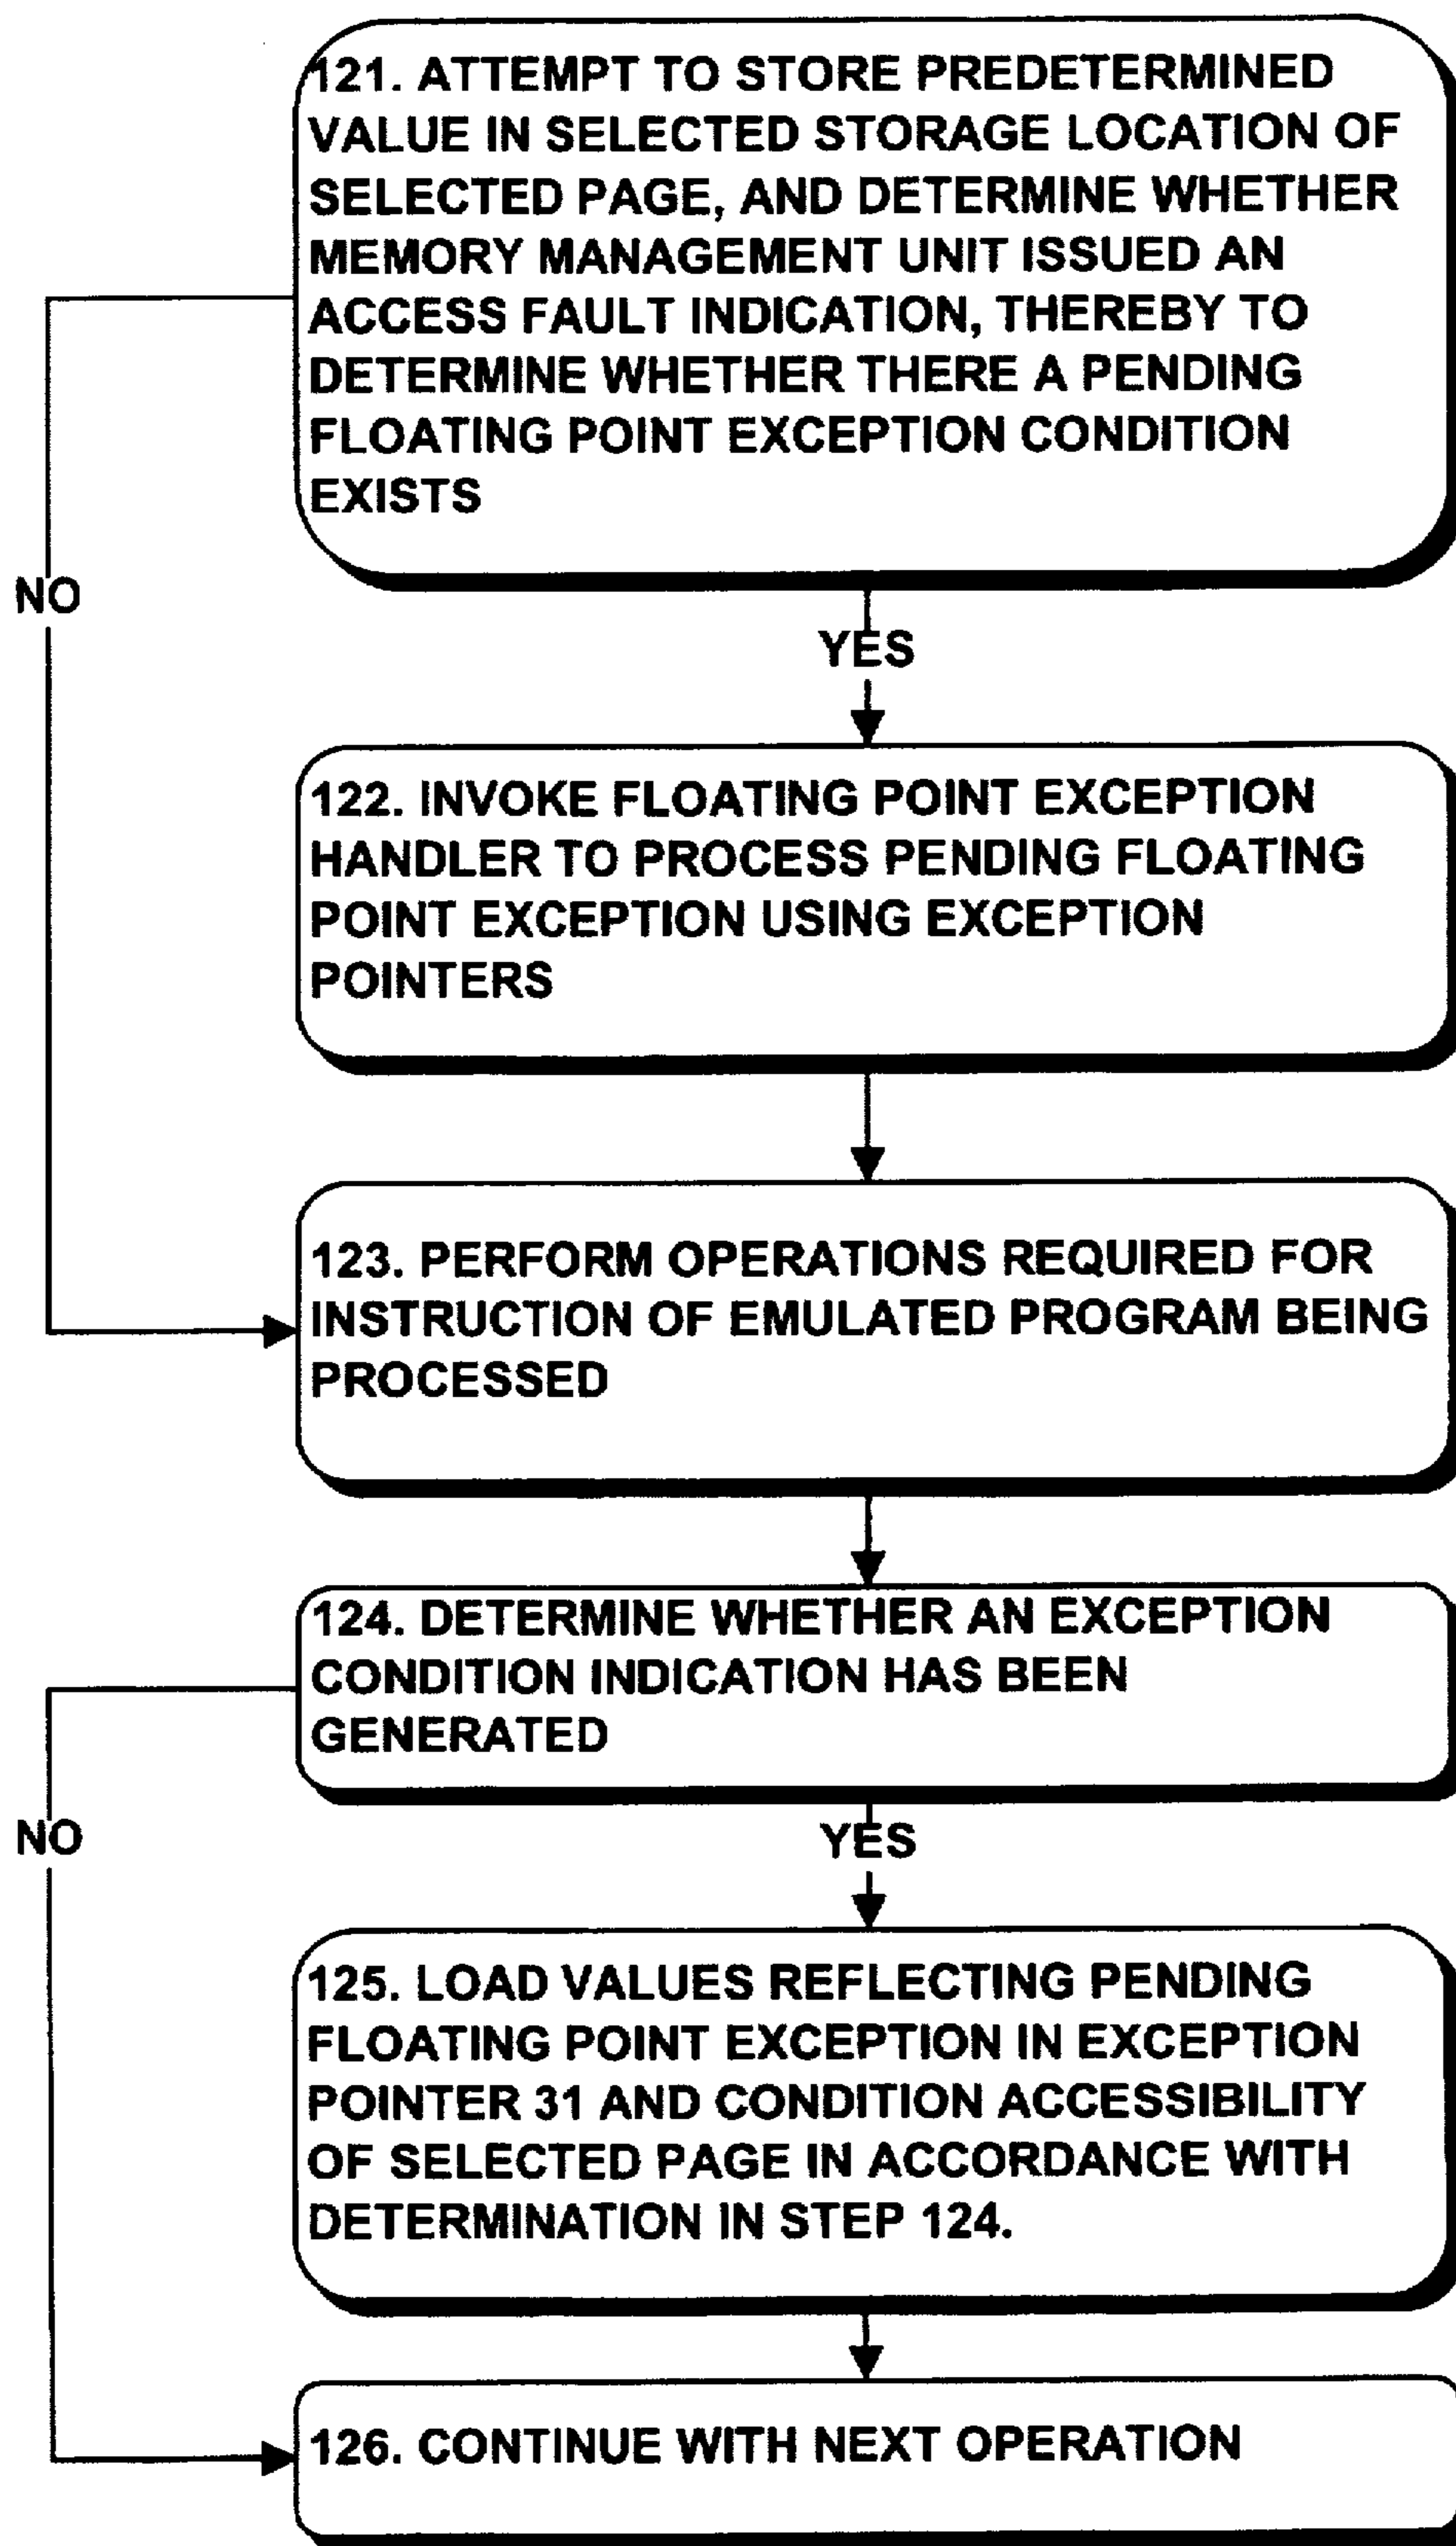 121. ATTEMPT TO STORE PREDETERMINED
VALUE IN SELECTED STORAGE LOCATION OF
SELECTED PAGE, AND DETERMINE WHETHER
MEMORY MANAGEMENT UNIT ISSUED AN
ACCESS FAULT INDICATION, THEREBY TO
DETERMINE WHETHER THERE A PENDING
FLOATING POINT EXCEPTION CONDITION
EXISTS
NO
YES
122. INVOKE FLOATING POINT EXCEPTION
HANDLER TO PROCESS PENDING FLOATING
POINT EXCEPTION USING EXCEPTION
POINTERS
123. PERFORM OPERATIONS REQUIRED FOR
INSTRUCTION OF EMULATED PROGRAM BEING
PROCESSED
124. DETERMINE WHETHER AN EXCEPTION
CONDITION INDICATION HAS BEEN
GENERATED
NO
YES
125. LOAD VALUES REFLECTING PENDING
FLOATING POINT EXCEPTION IN EXCEPTION
POINTER 31 AND CONDITION ACCESSIBILITY
OF SELECTED PAGE IN ACCORDANCE WITH
DETERMINATION IN STEP 124.
126. CONTINUE WITH NEXT OPERATION